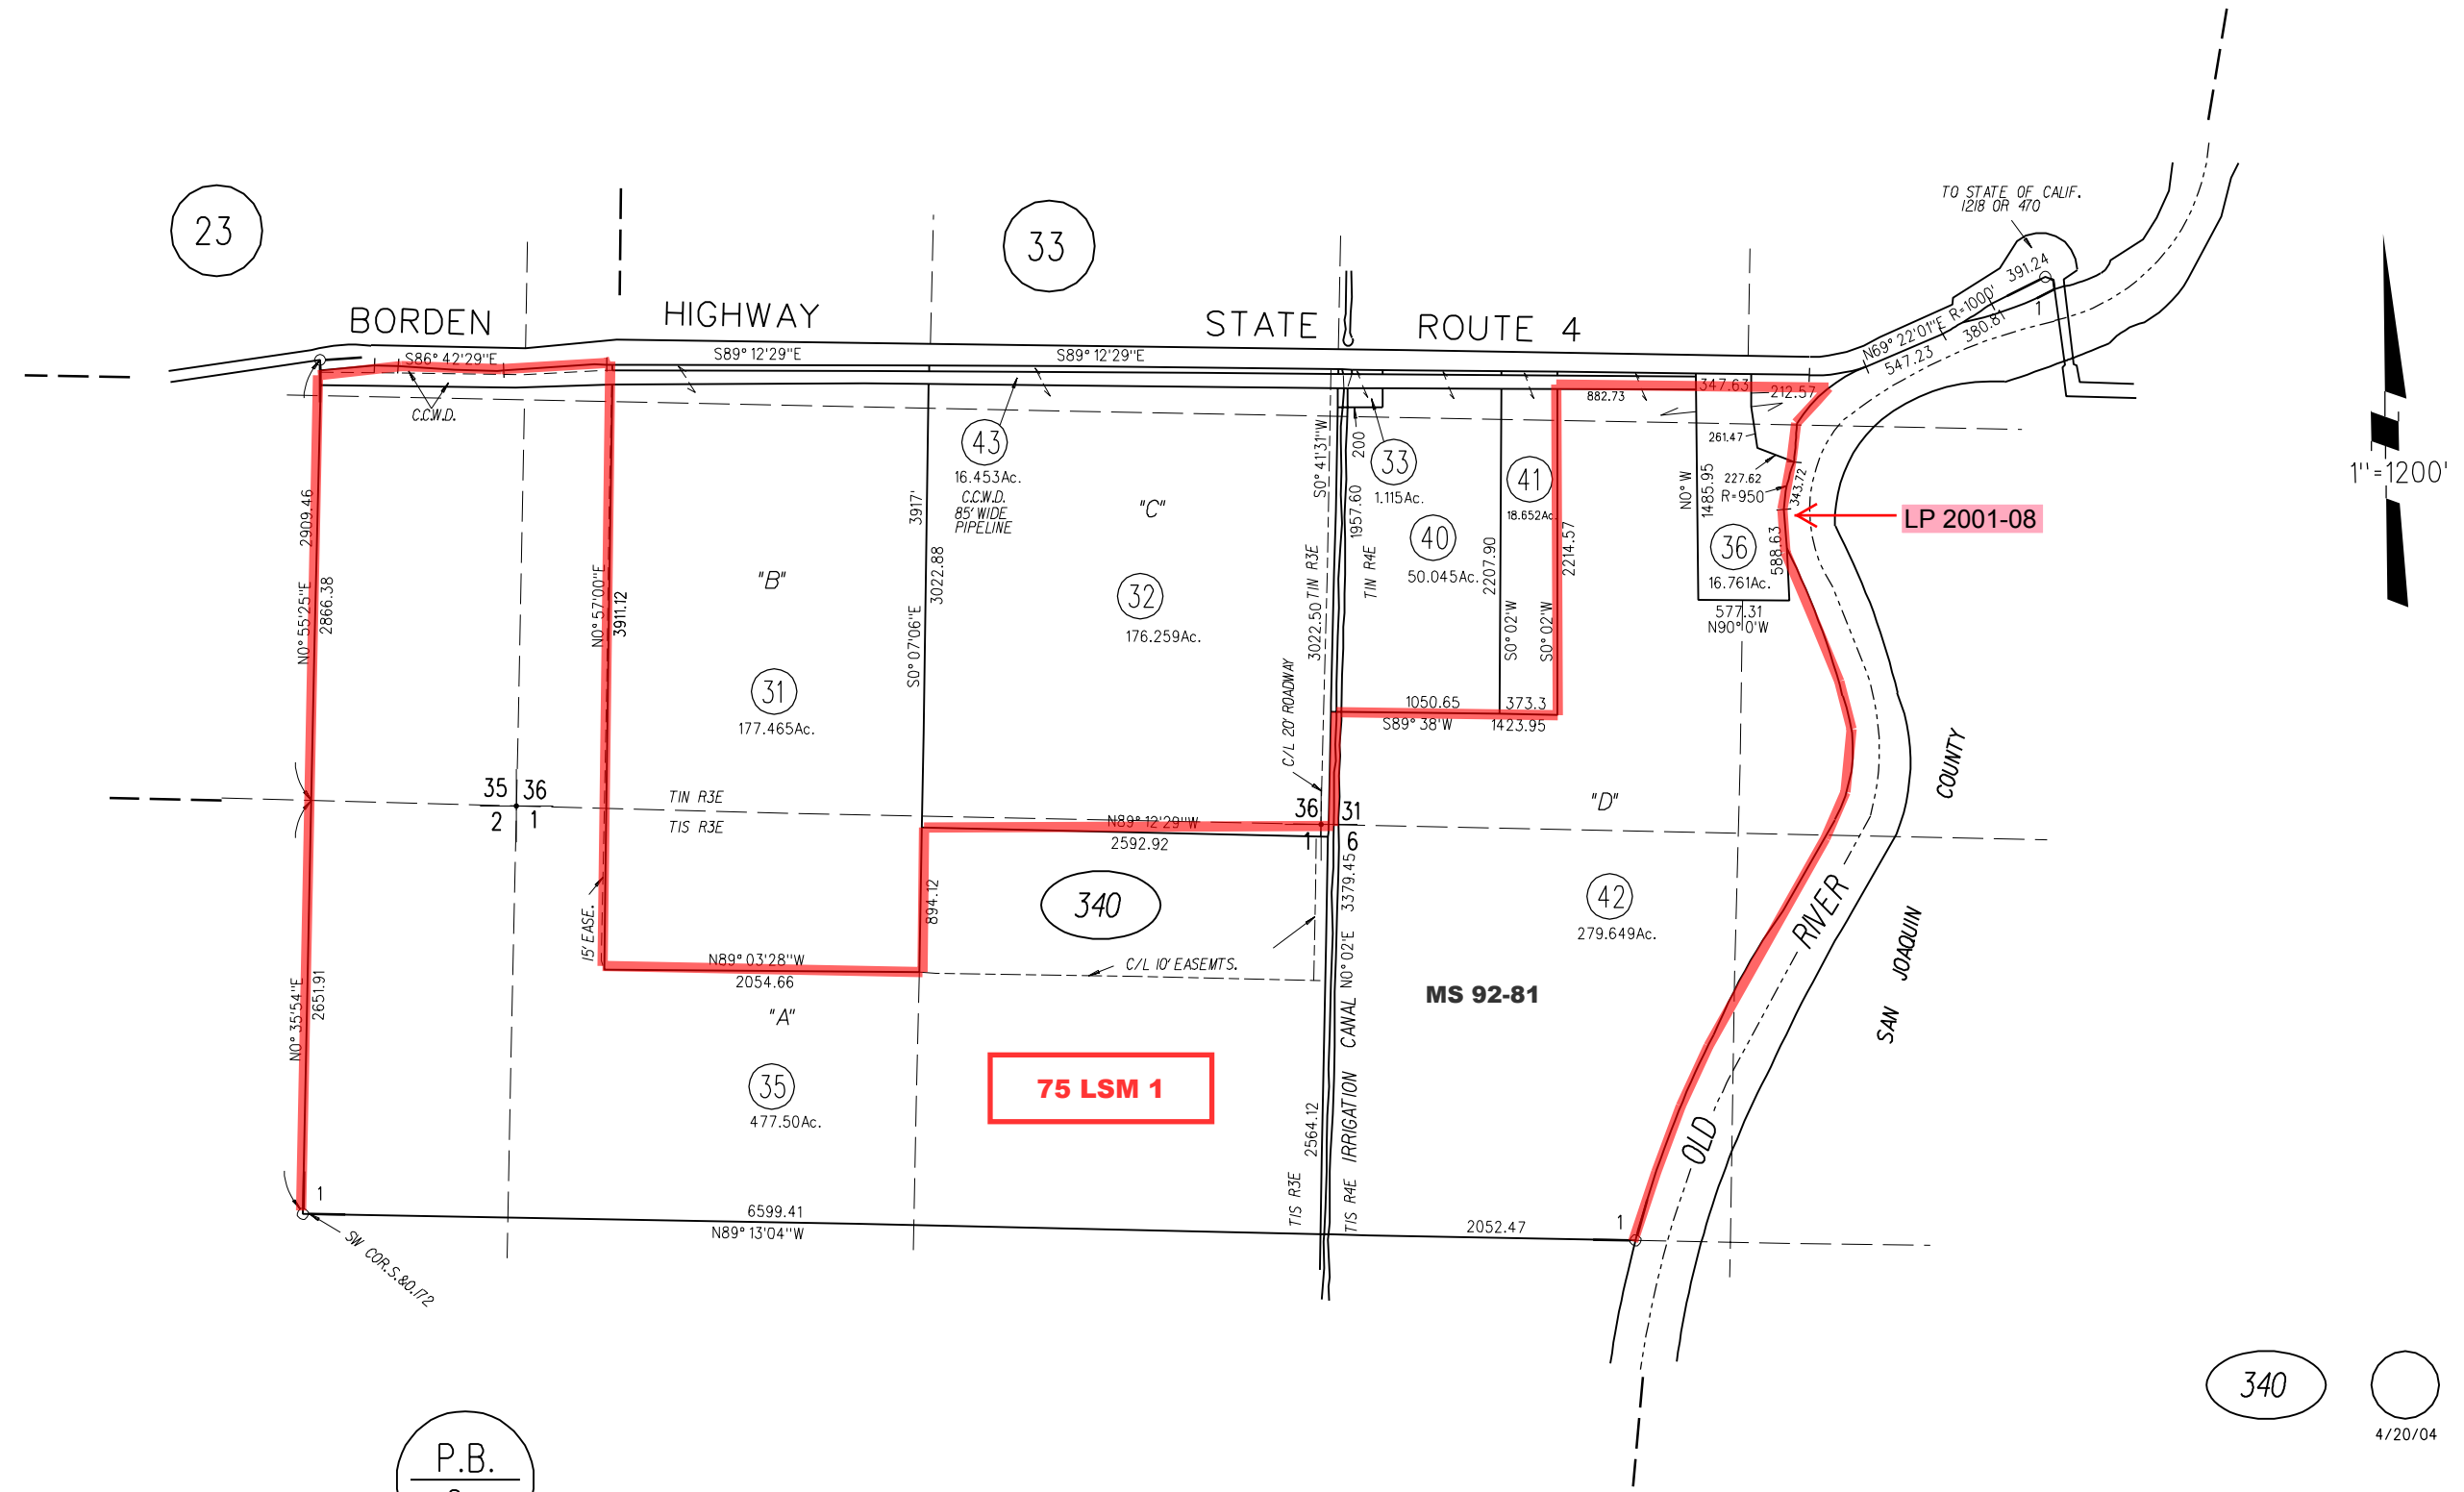 TO STATE OF CALIF.
1218 OR 470
23
33
391.24
R=1000'
1
N69° 22'01"E
380.81
547.23
BORDEN
HIGHWAY
STATE
ROUTE 4
S86° 42'29"E
S89° 12'29"E
S89° 12'29"E
C.C.W.D.
347.63
212.57
882.73
1"=1200'
43
16.453Ac.
C.C.W.D.
85' WIDE
PIPELINE
"C"
S0° 41'31"W
200
33
1.115Ac.
41
18.652Ac.
261.47
227.62
R=950
343.72
LP 2001-08
2909.46
N0° 55'25"E
2866.38
N0° 57'00"E
3911.12
"B"
3917'
3022.88
S0° 07'06"E
32
176.259Ac.
3022.50
T1N R3E
1957.60
T1N R4E
40
50.045Ac.
2207.90
S0° 02'W
S0° 02'W
2214.57
N0° W
1485.95
36
16.761Ac.
588.63
577.31
N90° 0'W
31
177.465Ac.
C/L 20' ROADWAY
1050.65
373.3
S89° 38'W
1423.95
35
36
2
1
T1N R3E
T1S R3E
N89° 12'29"W
2592.92
36
31
1
6
"D"
COUNTY
SAN JOAQUIN
15' EASE.
894.12
340
3379.45
N0° 02'E
42
279.649Ac.
OLD RIVER
N89° 03'28"W
2054.66
C/L 10' EASEMTS.
MS 92-81
N0° 35'54"E
2651.91
"A"
35
477.50Ac.
75 LSM 1
2564.12
T1S R3E
T1S R4E
IRRIGATION CANAL
1
6599.41
N89° 13'04"W
2052.47
1
SW COR.S.&O.172
340
4/20/04
P.B.